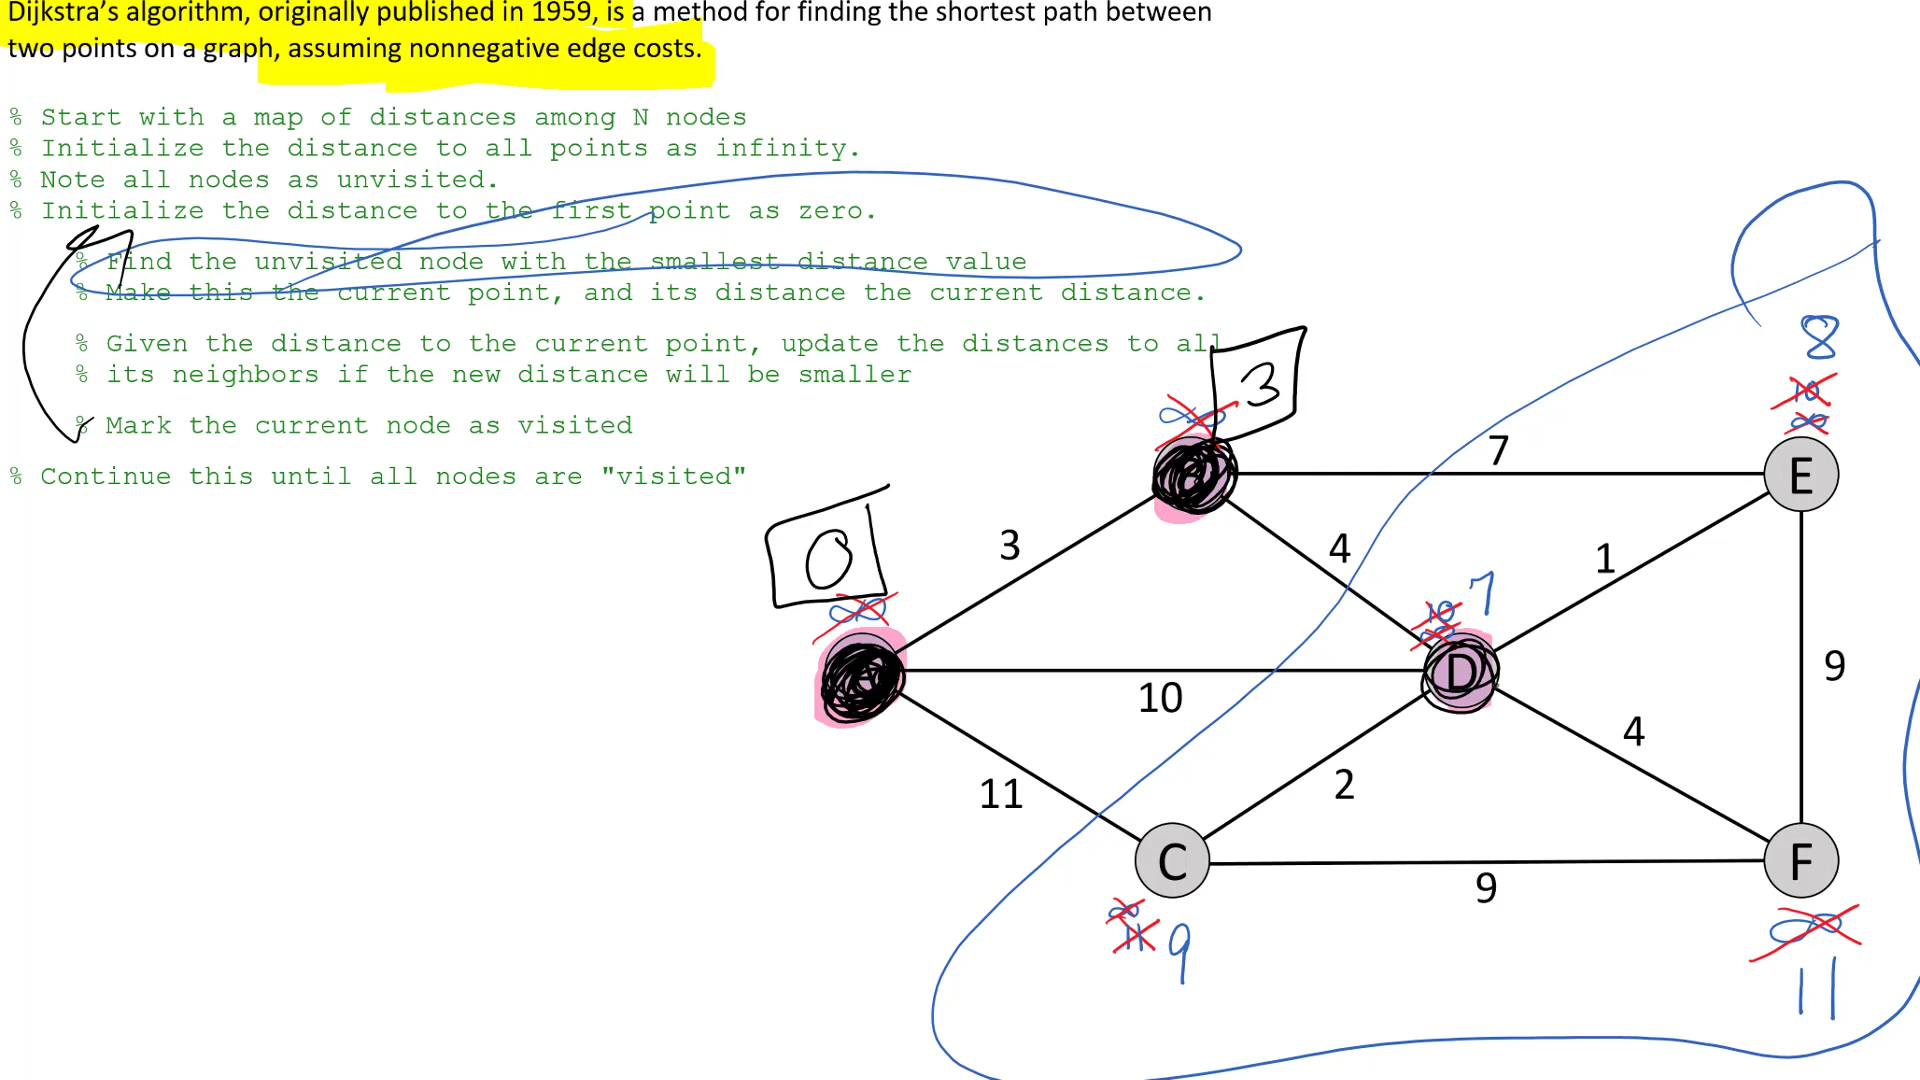 Dijkstra’s algorithm, originally published in 1959, is a method for finding the shortest path between
two points on a graph, assuming nonnegative edge costs.
% Start with a map of distances among N nodes
% Initialize the distance to all points as infinity.
% Note all nodes as unvisited.
% Initialize the distance to the first point as zero.
% Find the unvisited node with the smallest distance value
% Make this the current point, and its distance the current distance.
% Given the distance to the current point, update the distances to all
% its neighbors if the new distance will be smaller
% Mark the current node as visited
% Continue this until all nodes are "visited"
8
10
∞
3
∞
7
E
0
∞
3
4
1
7
10
∞
A
D
10
9
4
11
2
C
9
F
∞
11
9
∞
11